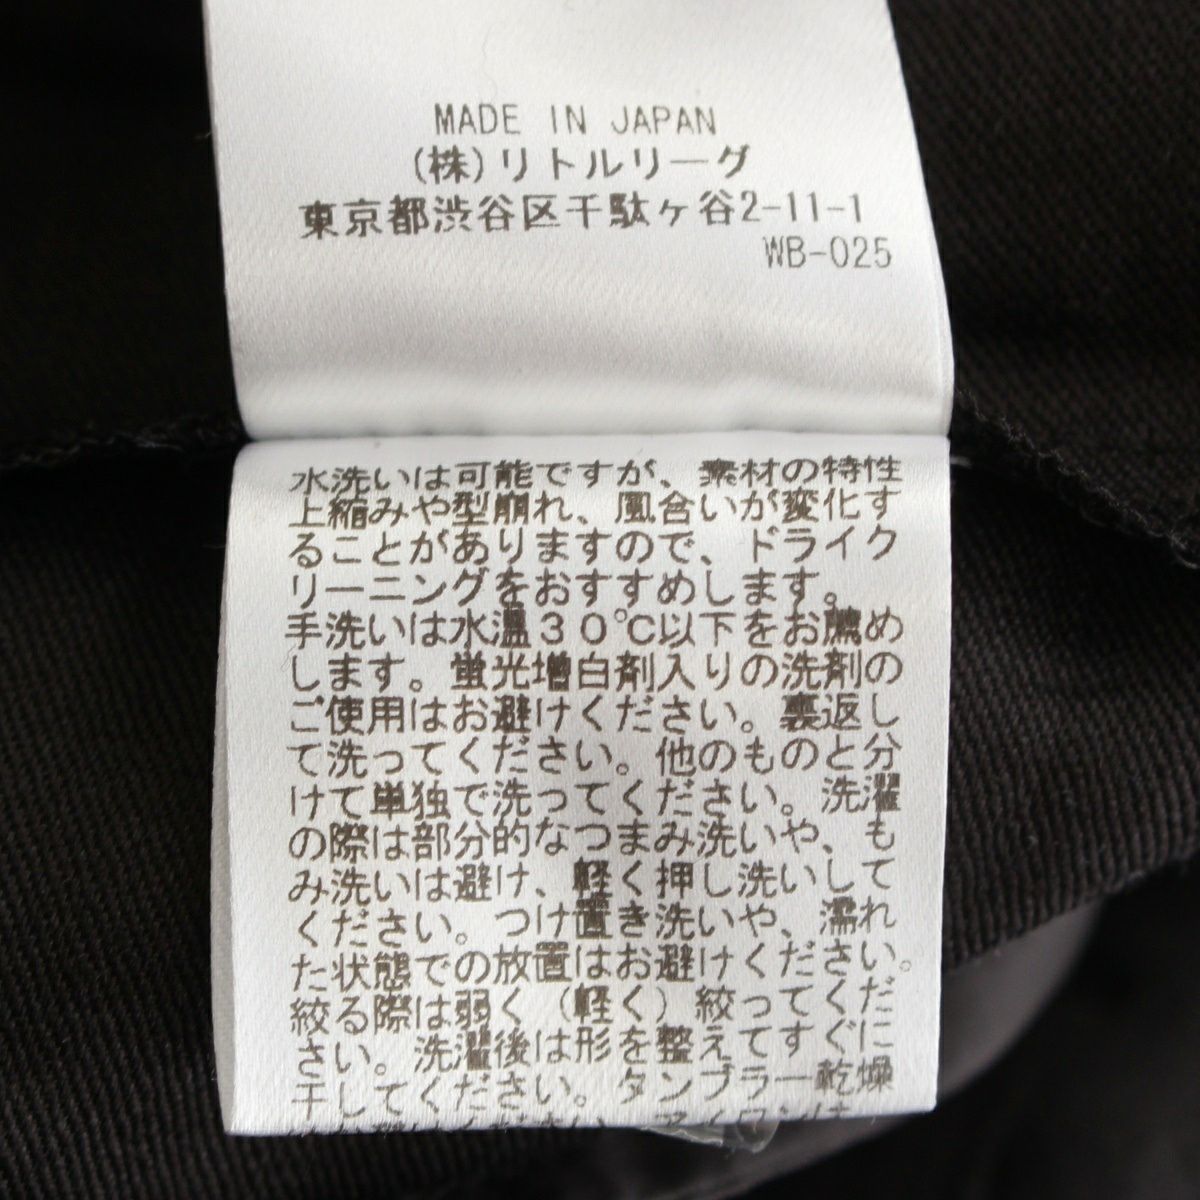 MADE IN JAPAN
(株)リトルリーグ
東京都渋谷区千駄ヶ谷2-11-1
WB-025
水洗いは可能ですが、素材の特性
上縮みや型崩れ、風合いが変化す
ることがありますので、ドライク
リーニングをおすすめします。
手洗いは水温30℃以下をお薦め
します。蛍光増白剤入りの洗剤の
ご使用はお避けください。裏返し
て洗ってください。他のものと分
けて単独で洗ってください。洗濯
の際は部分的なつまみ洗いや、も
み洗いは避け、軽く押し洗いして
ください。つけ置き洗いや、濡れ
た状態での放置はお避けください。
絞る際は弱く(軽く)絞ってくだ
さい。洗濯後は形を整えてすぐに
干してください。タンブラー乾燥